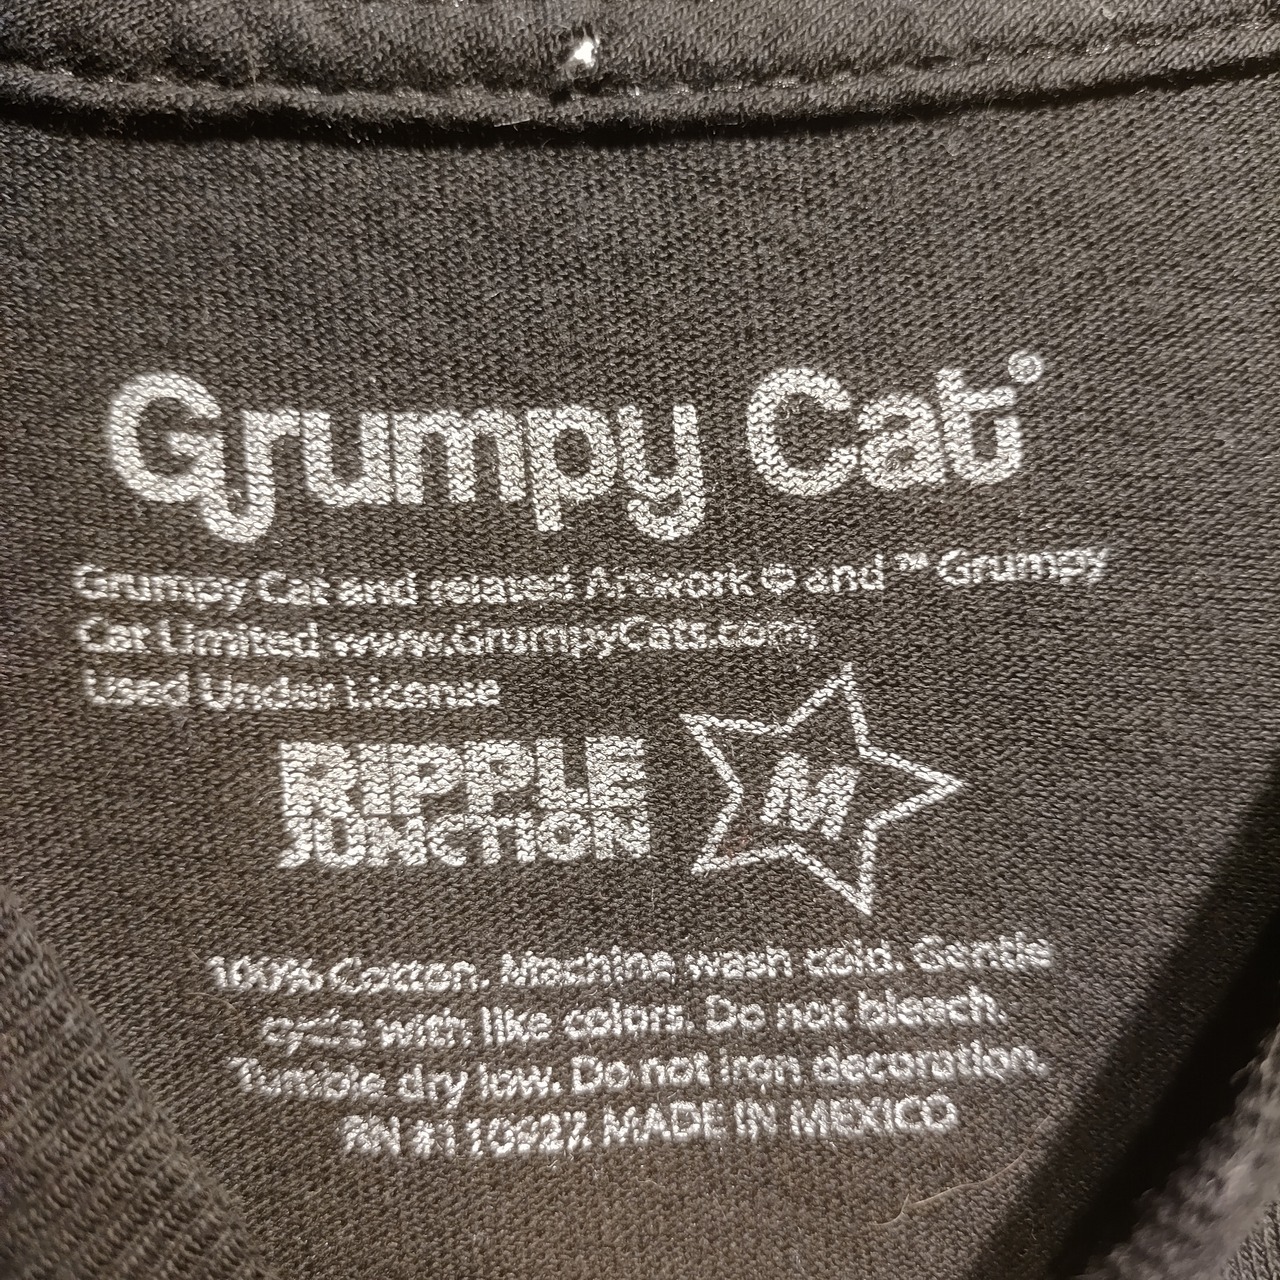 Grumpy Cat®
Grumpy Cat and related Artwork © and ™ Grumpy
Cat Limited www.GrumpyCats.com,
Used Under License
RIPPLE
JUNCTION
M
100% Cotton. Machine wash cold. Gentle
cycle with like colors. Do not bleach.
Tumble dry low. Do not iron decoration.
RN MADE IN MEXICO